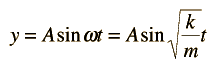 y = A sin ωt = A sin √(k/m) t